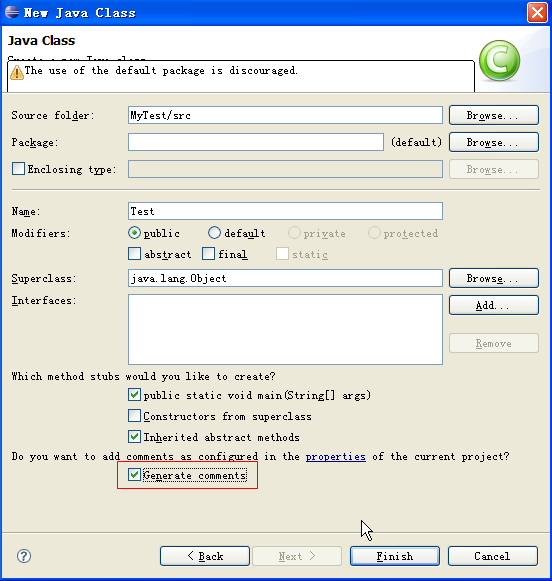 New Java Class
Java Class
The use of the default package is discouraged.
Source folder: MyTest/src Browse...
Package: (default) Browse...
Enclosing type: Browse...
Name: Test
Modifiers: public default private protected
abstract final static
Superclass: java.lang.Object Browse...
Interfaces: Add...
Remove
Which method stubs would you like to create?
public static void main(String[] args)
Constructors from superclass
Inherited abstract methods
Do you want to add comments as configured in the properties of the current project?
Generate comments
? < Back Next > Finish Cancel